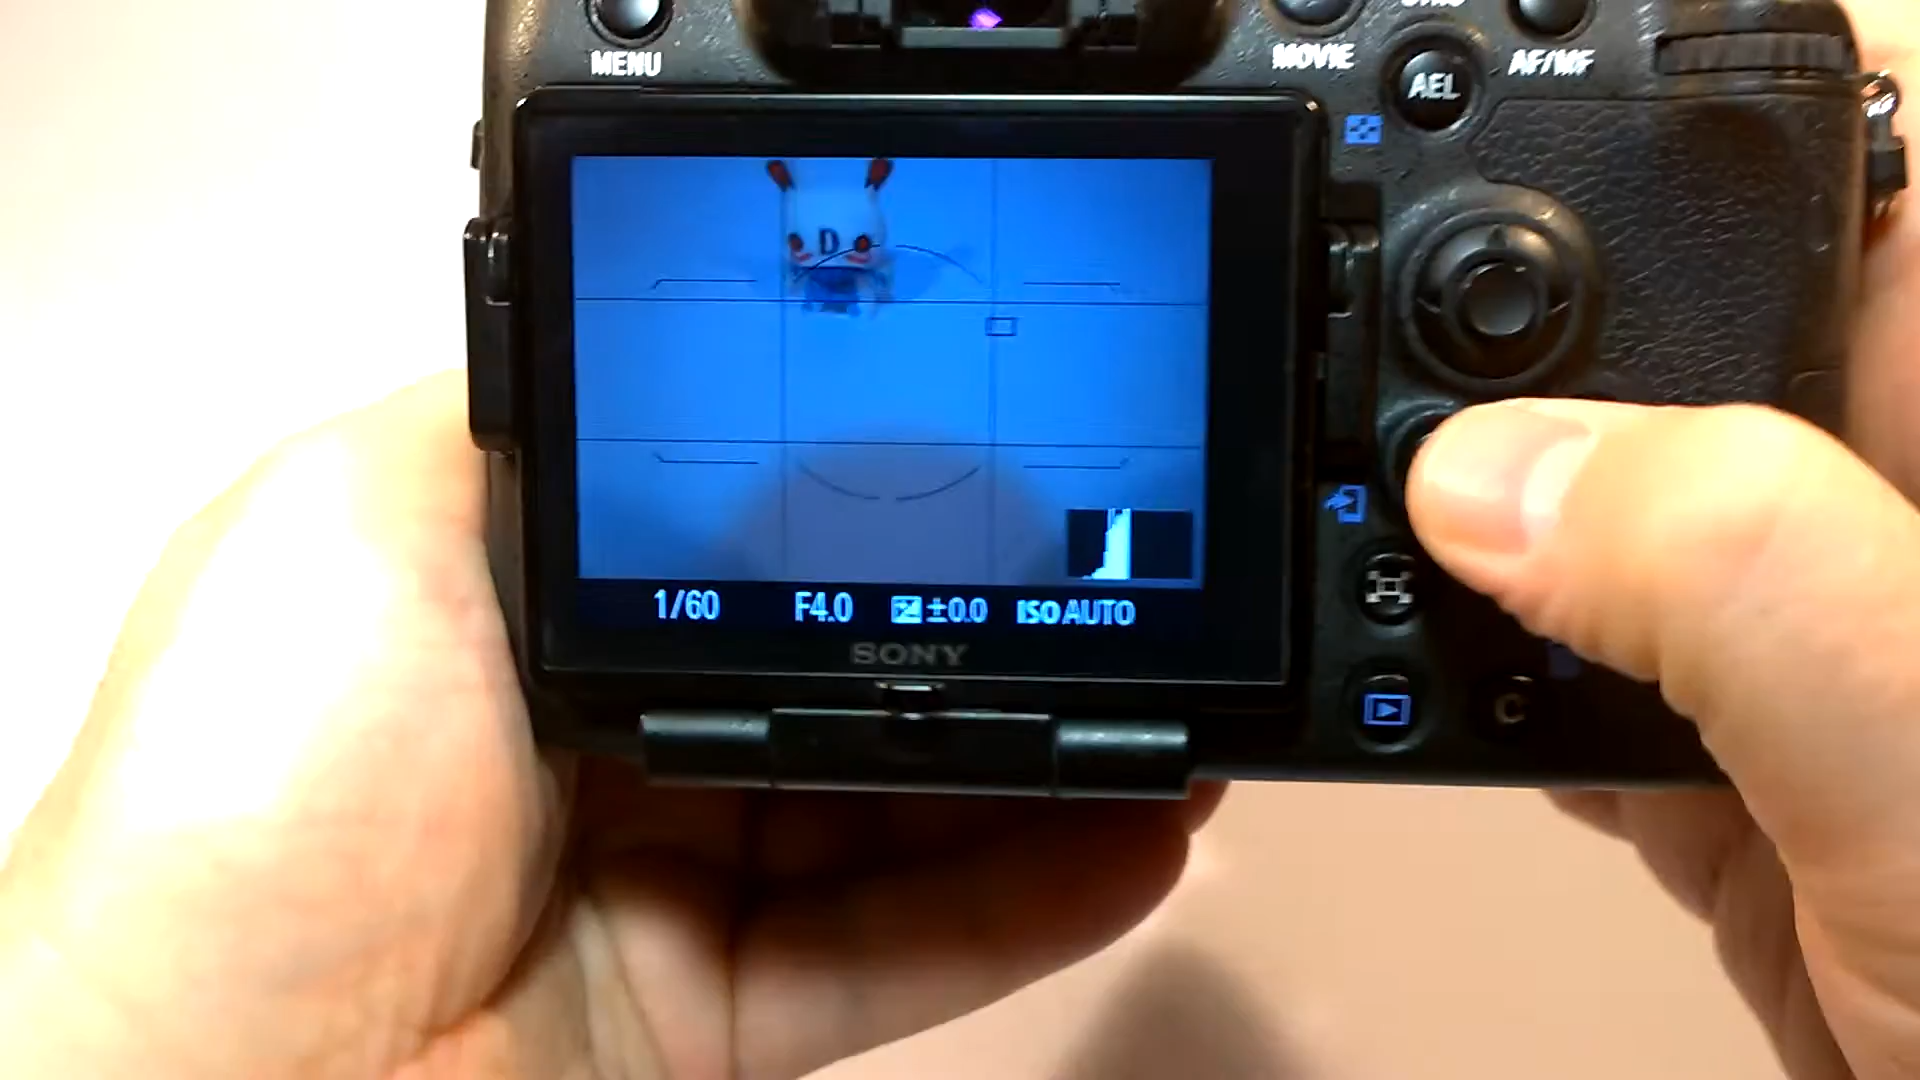 MENU
MOVIE
AEL
AF/MF
D
1/60
F4.0
±0.0
ISO AUTO
SONY
C